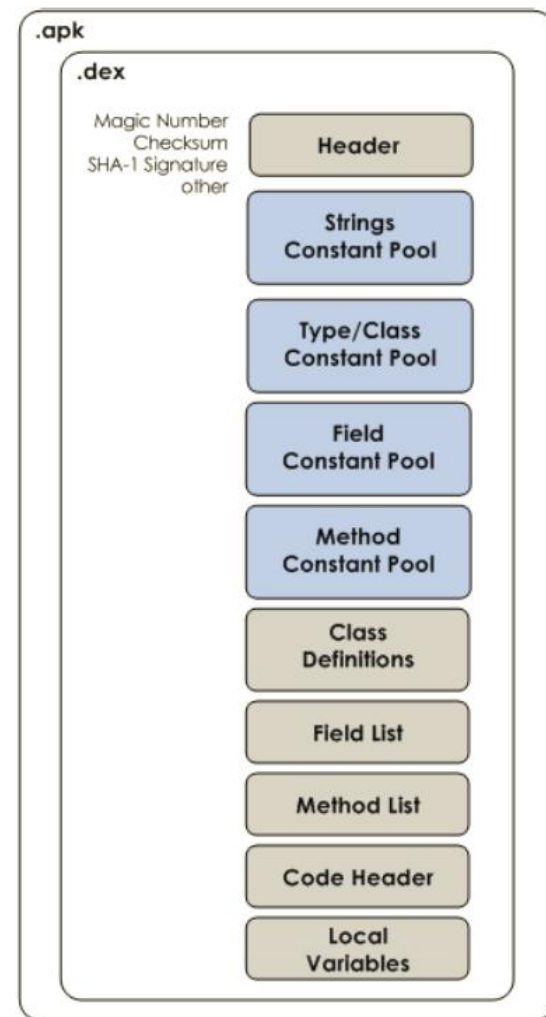 .apk
.dex
Magic Number
Checksum
SHA-1 Signature
other
Header
Strings
Constant Pool
Type/Class
Constant Pool
Field
Constant Pool
Method
Constant Pool
Class
Definitions
Field List
Method List
Code Header
Local
Variables